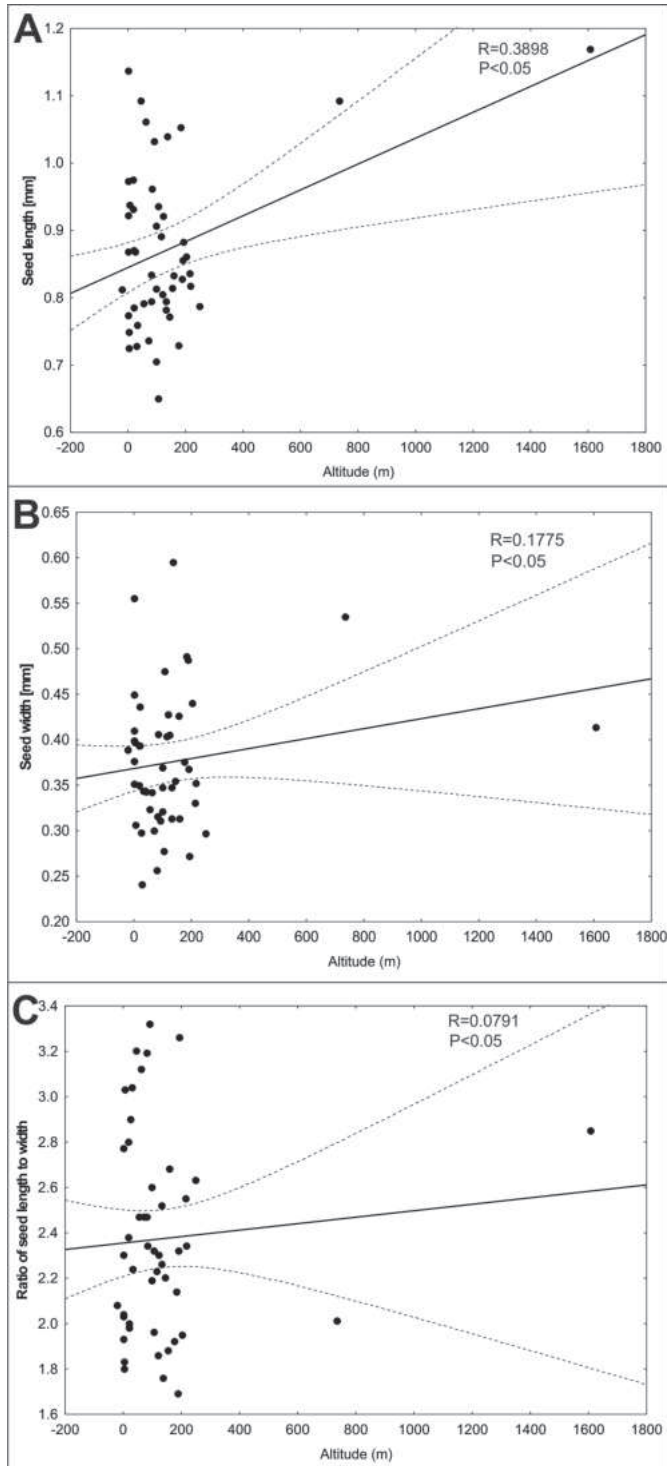 A
R=0.3898
P<0.05
1.2
1.1
1.0
0.9
0.8
0.7
0.6
Seed length [mm]
-200 0 200 400 600 800 1000 1200 1400 1600 1800
Altitude (m)
B
R=0.1775
P<0.05
0.65
0.60
0.55
0.50
0.45
0.40
0.35
0.30
0.25
0.20
Seed width [mm]
-200 0 200 400 600 800 1000 1200 1400 1600 1800
Altitude (m)
C
R=0.0791
P<0.05
3.4
3.2
3.0
2.8
2.6
2.4
2.2
2.0
1.8
1.6
Ratio of seed length to width
-200 0 200 400 600 800 1000 1200 1400 1600 1800
Altitude (m)